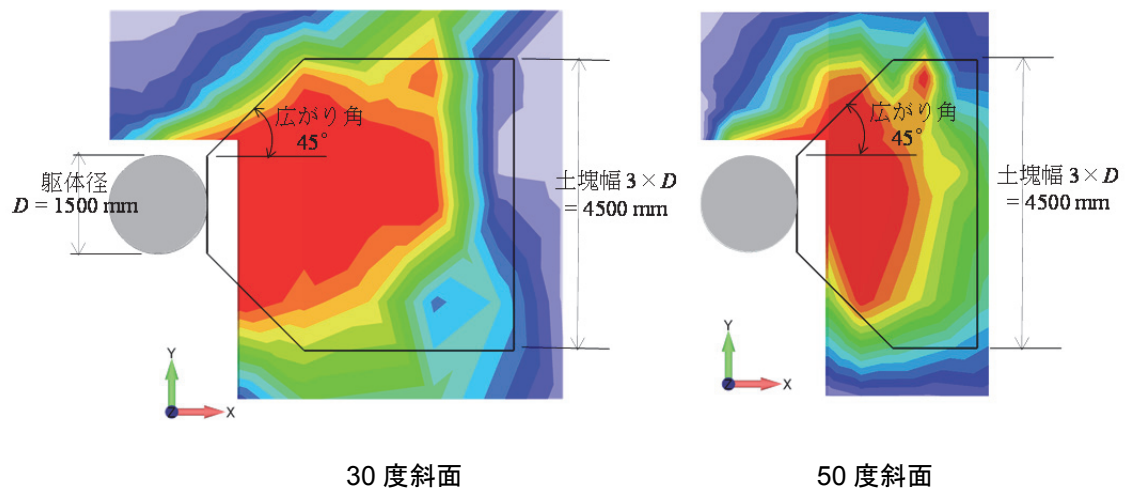 広がり角
45°
躯体径
D = 1500 mm
土塊幅 3×D
= 4500 mm
Y
Z
X
30 度斜面
広がり角
45°
土塊幅 3×D
= 4500 mm
Y
Z
X
50 度斜面